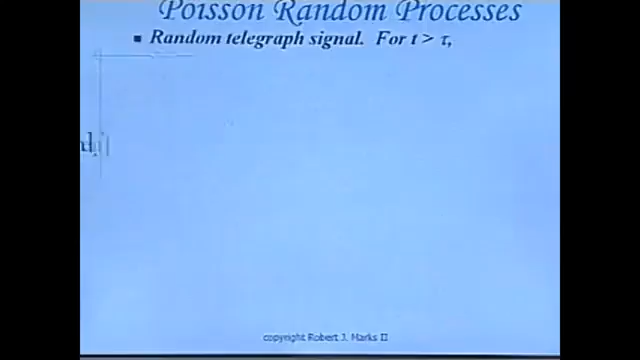 Poisson Random Processes
▪ Random telegraph signal. For t > τ,
copyright Robert J. Marks II